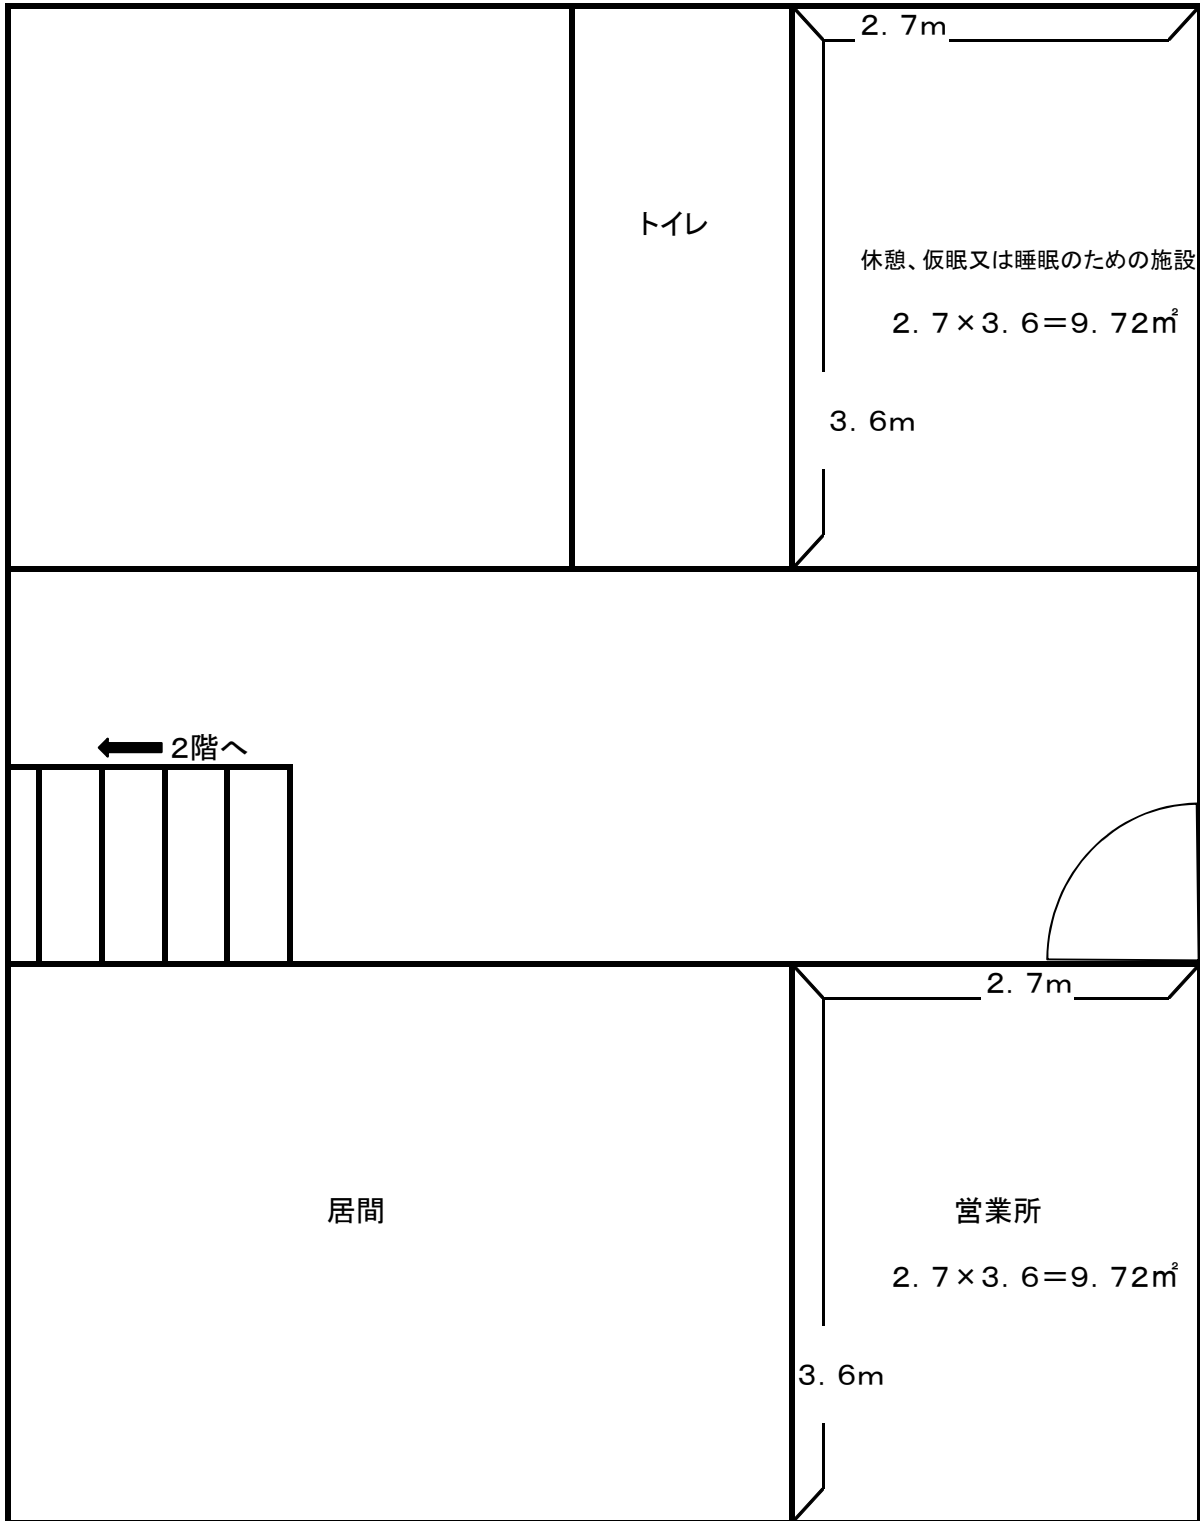 2.7m
トイレ
休憩、仮眠又は睡眠のための施設
2.7×3.6=9.72㎡
3.6m
2階へ
2.7m
居間
営業所
2.7×3.6=9.72㎡
3.6m